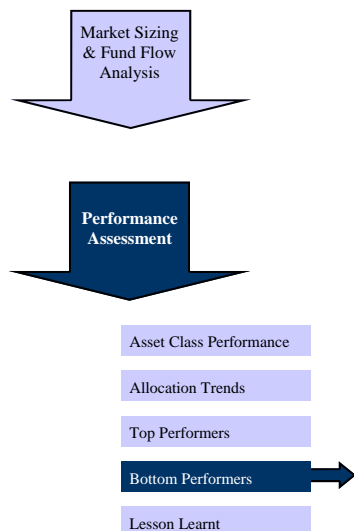 Market Sizing
& Fund Flow
Analysis
Performance
Assessment
Asset Class Performance
Allocation Trends
Top Performers
Bottom Performers
Lesson Learnt